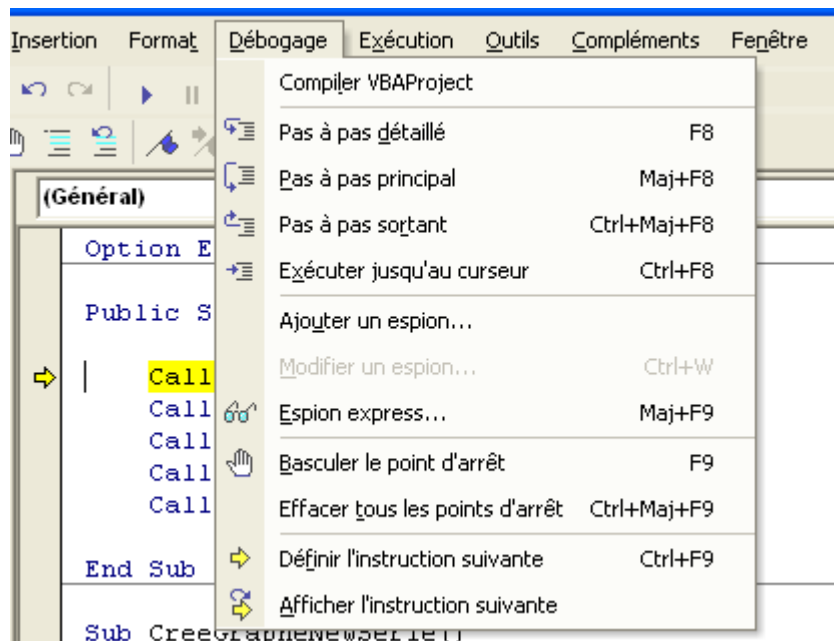 Insertion Format Débogage Exécution Outils Compléments Fenêtre
Compiler VBAProject
Pas à pas détaillé F8
Pas à pas principal Maj+F8
Pas à pas sortant Ctrl+Maj+F8
Exécuter jusqu'au curseur Ctrl+F8
Ajouter un espion...
Modifier un espion... Ctrl+W
Espion express... Maj+F9
Basculer le point d'arrêt F9
Effacer tous les points d'arrêt Ctrl+Maj+F9
Définir l'instruction suivante Ctrl+F9
Afficher l'instruction suivante
(Général)
Option E
Public S
Call
Call
Call
Call
Call
End Sub
Sub CreeGrapheNewSerie()